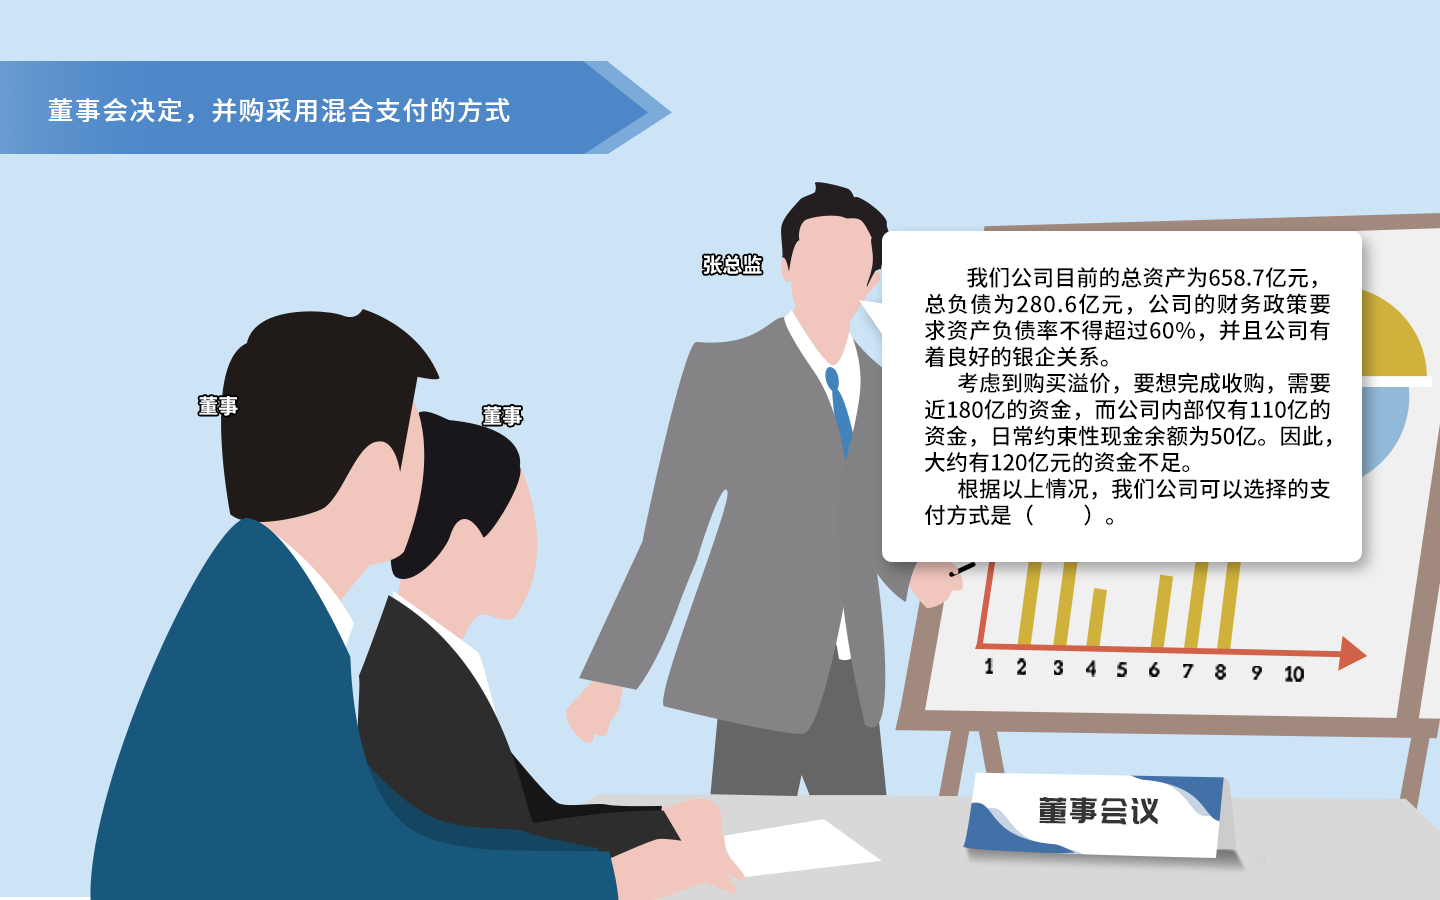 董事会决定，并购采用混合支付的方式
张总监
我们公司目前的总资产为658.7亿元，
总负债为280.6亿元，公司的财务政策要
求资产负债率不得超过60%，并且公司有
着良好的银企关系。
考虑到购买溢价，要想完成收购，需要
近180亿的资金，而公司内部仅有110亿的
资金，日常约束性现金余额为50亿。因此，
大约有120亿元的资金不足。
根据以上情况，我们公司可以选择的支
付方式是（　　）。
董事
董事
1 2 3 4 5 6 7 8 9 10
董事会议